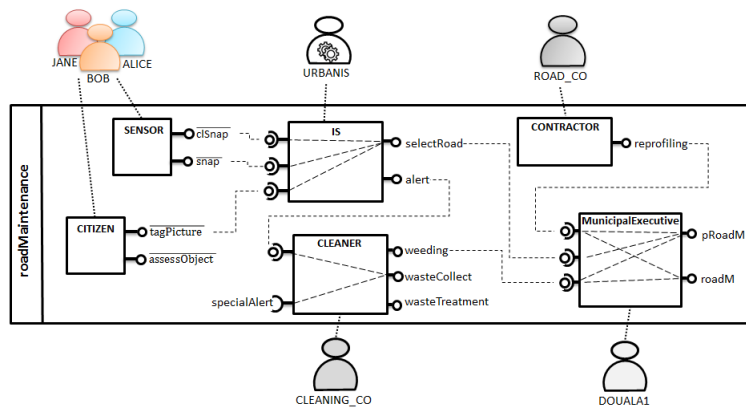 JANE
ALICE
BOB
URBANIS
ROAD_CO
roadMaintenance
SENSOR
clSnap
snap
IS
selectRoad
alert
CONTRACTOR
reprofiling
CITIZEN
tagPicture
assessObject
CLEANER
weeding
wasteCollect
specialAlert
wasteTreatment
MunicipalExecutive
pRoadM
roadM
CLEANING_CO
DOUALA1